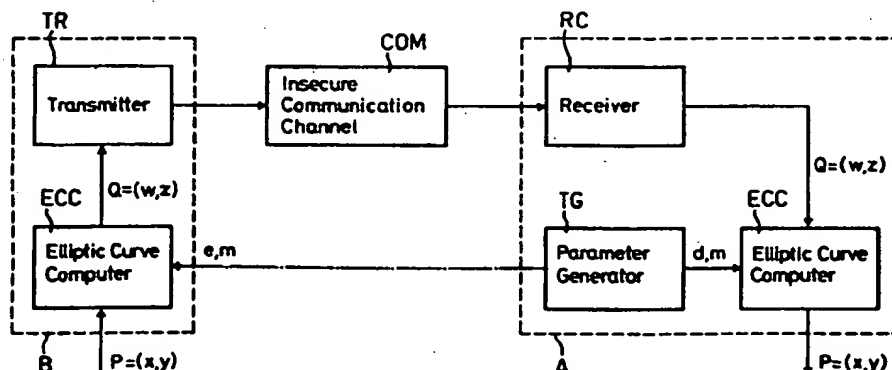 TR
COM
RC
Transmitter
Insecure
Communication
Channel
Receiver
Q=(w,z)
Q=(w,z)
ECC
TG
ECC
Elliptic Curve
Computer
e,m
Parameter
Generator
d,m
Elliptic Curve
Computer
B
P=(x,y)
A
P=(x,y)